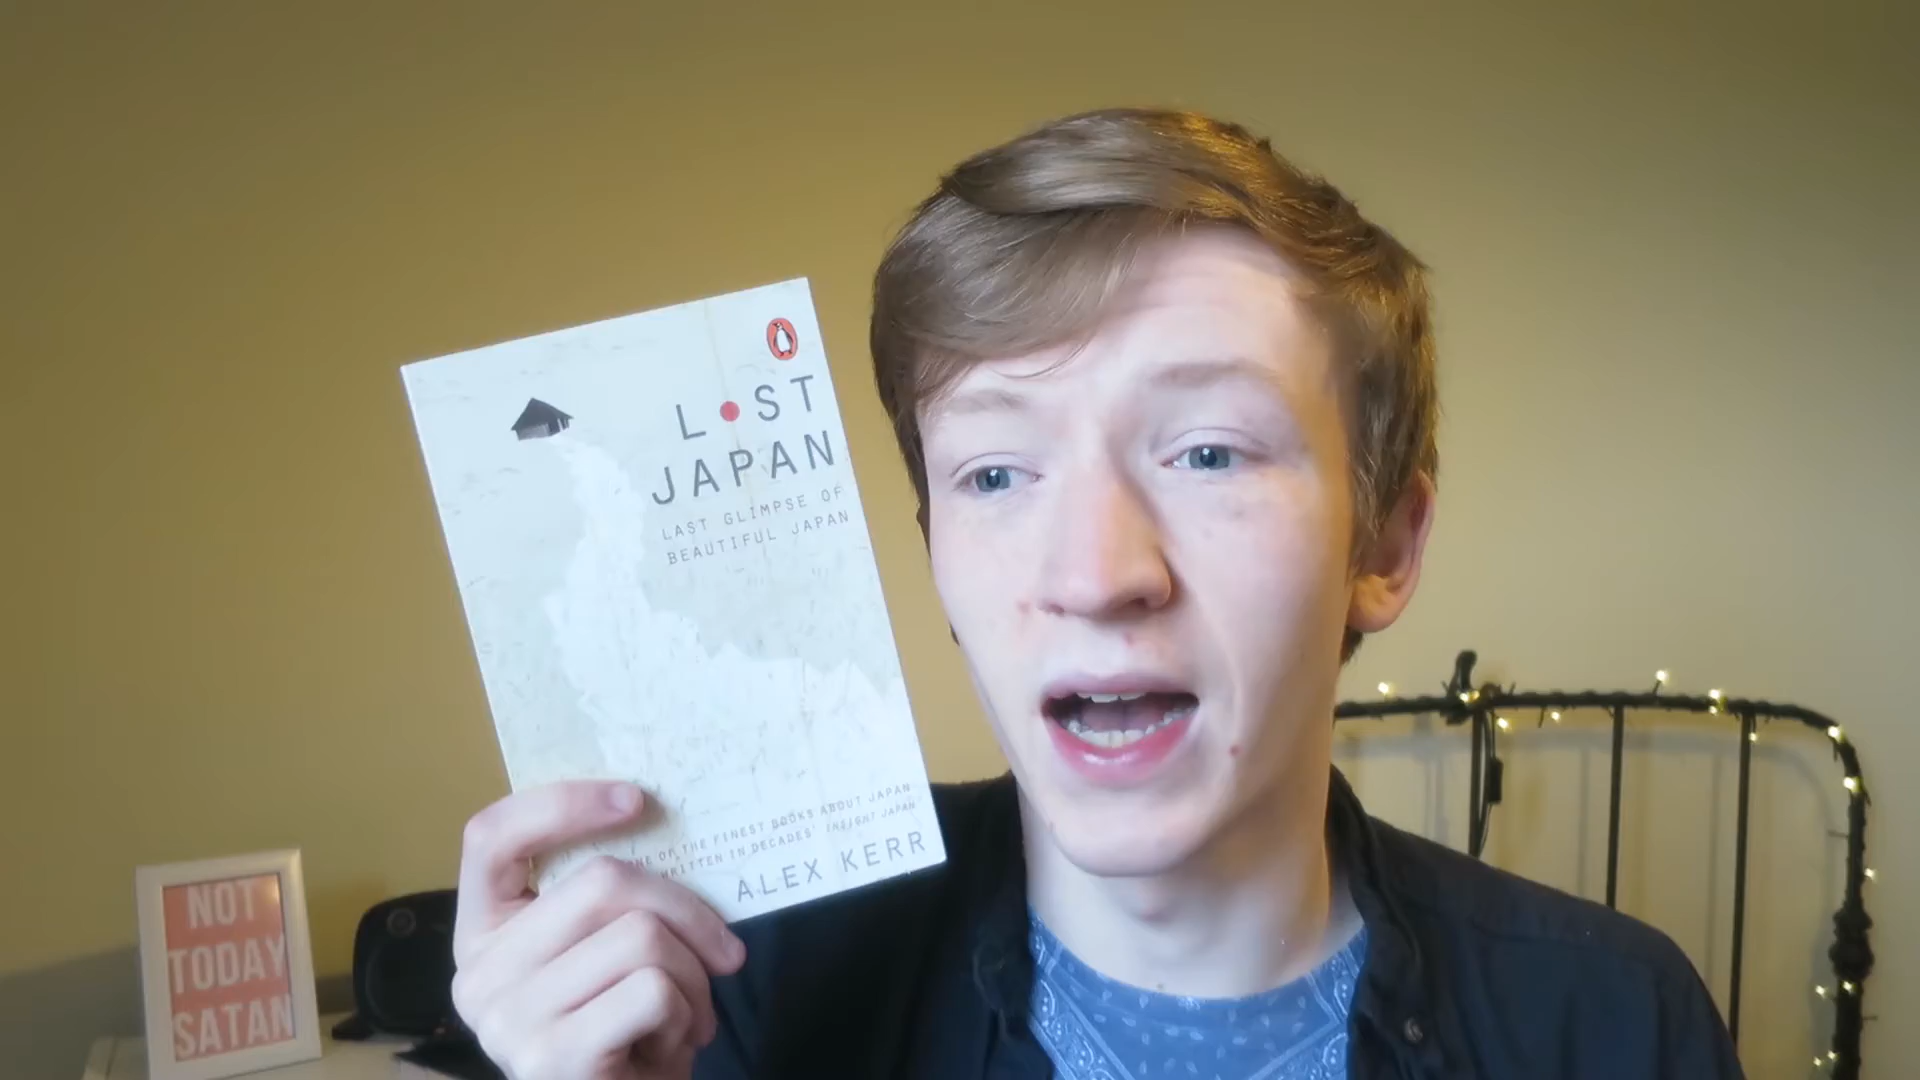 L●ST
JAPAN
LAST GLIMPSE OF
BEAUTIFUL JAPAN
ONE OF THE FINEST BOOKS ABOUT JAPAN
WRITTEN IN DECADES' INSIGHT JAPAN
ALEX KERR
NOT
TODAY
SATAN